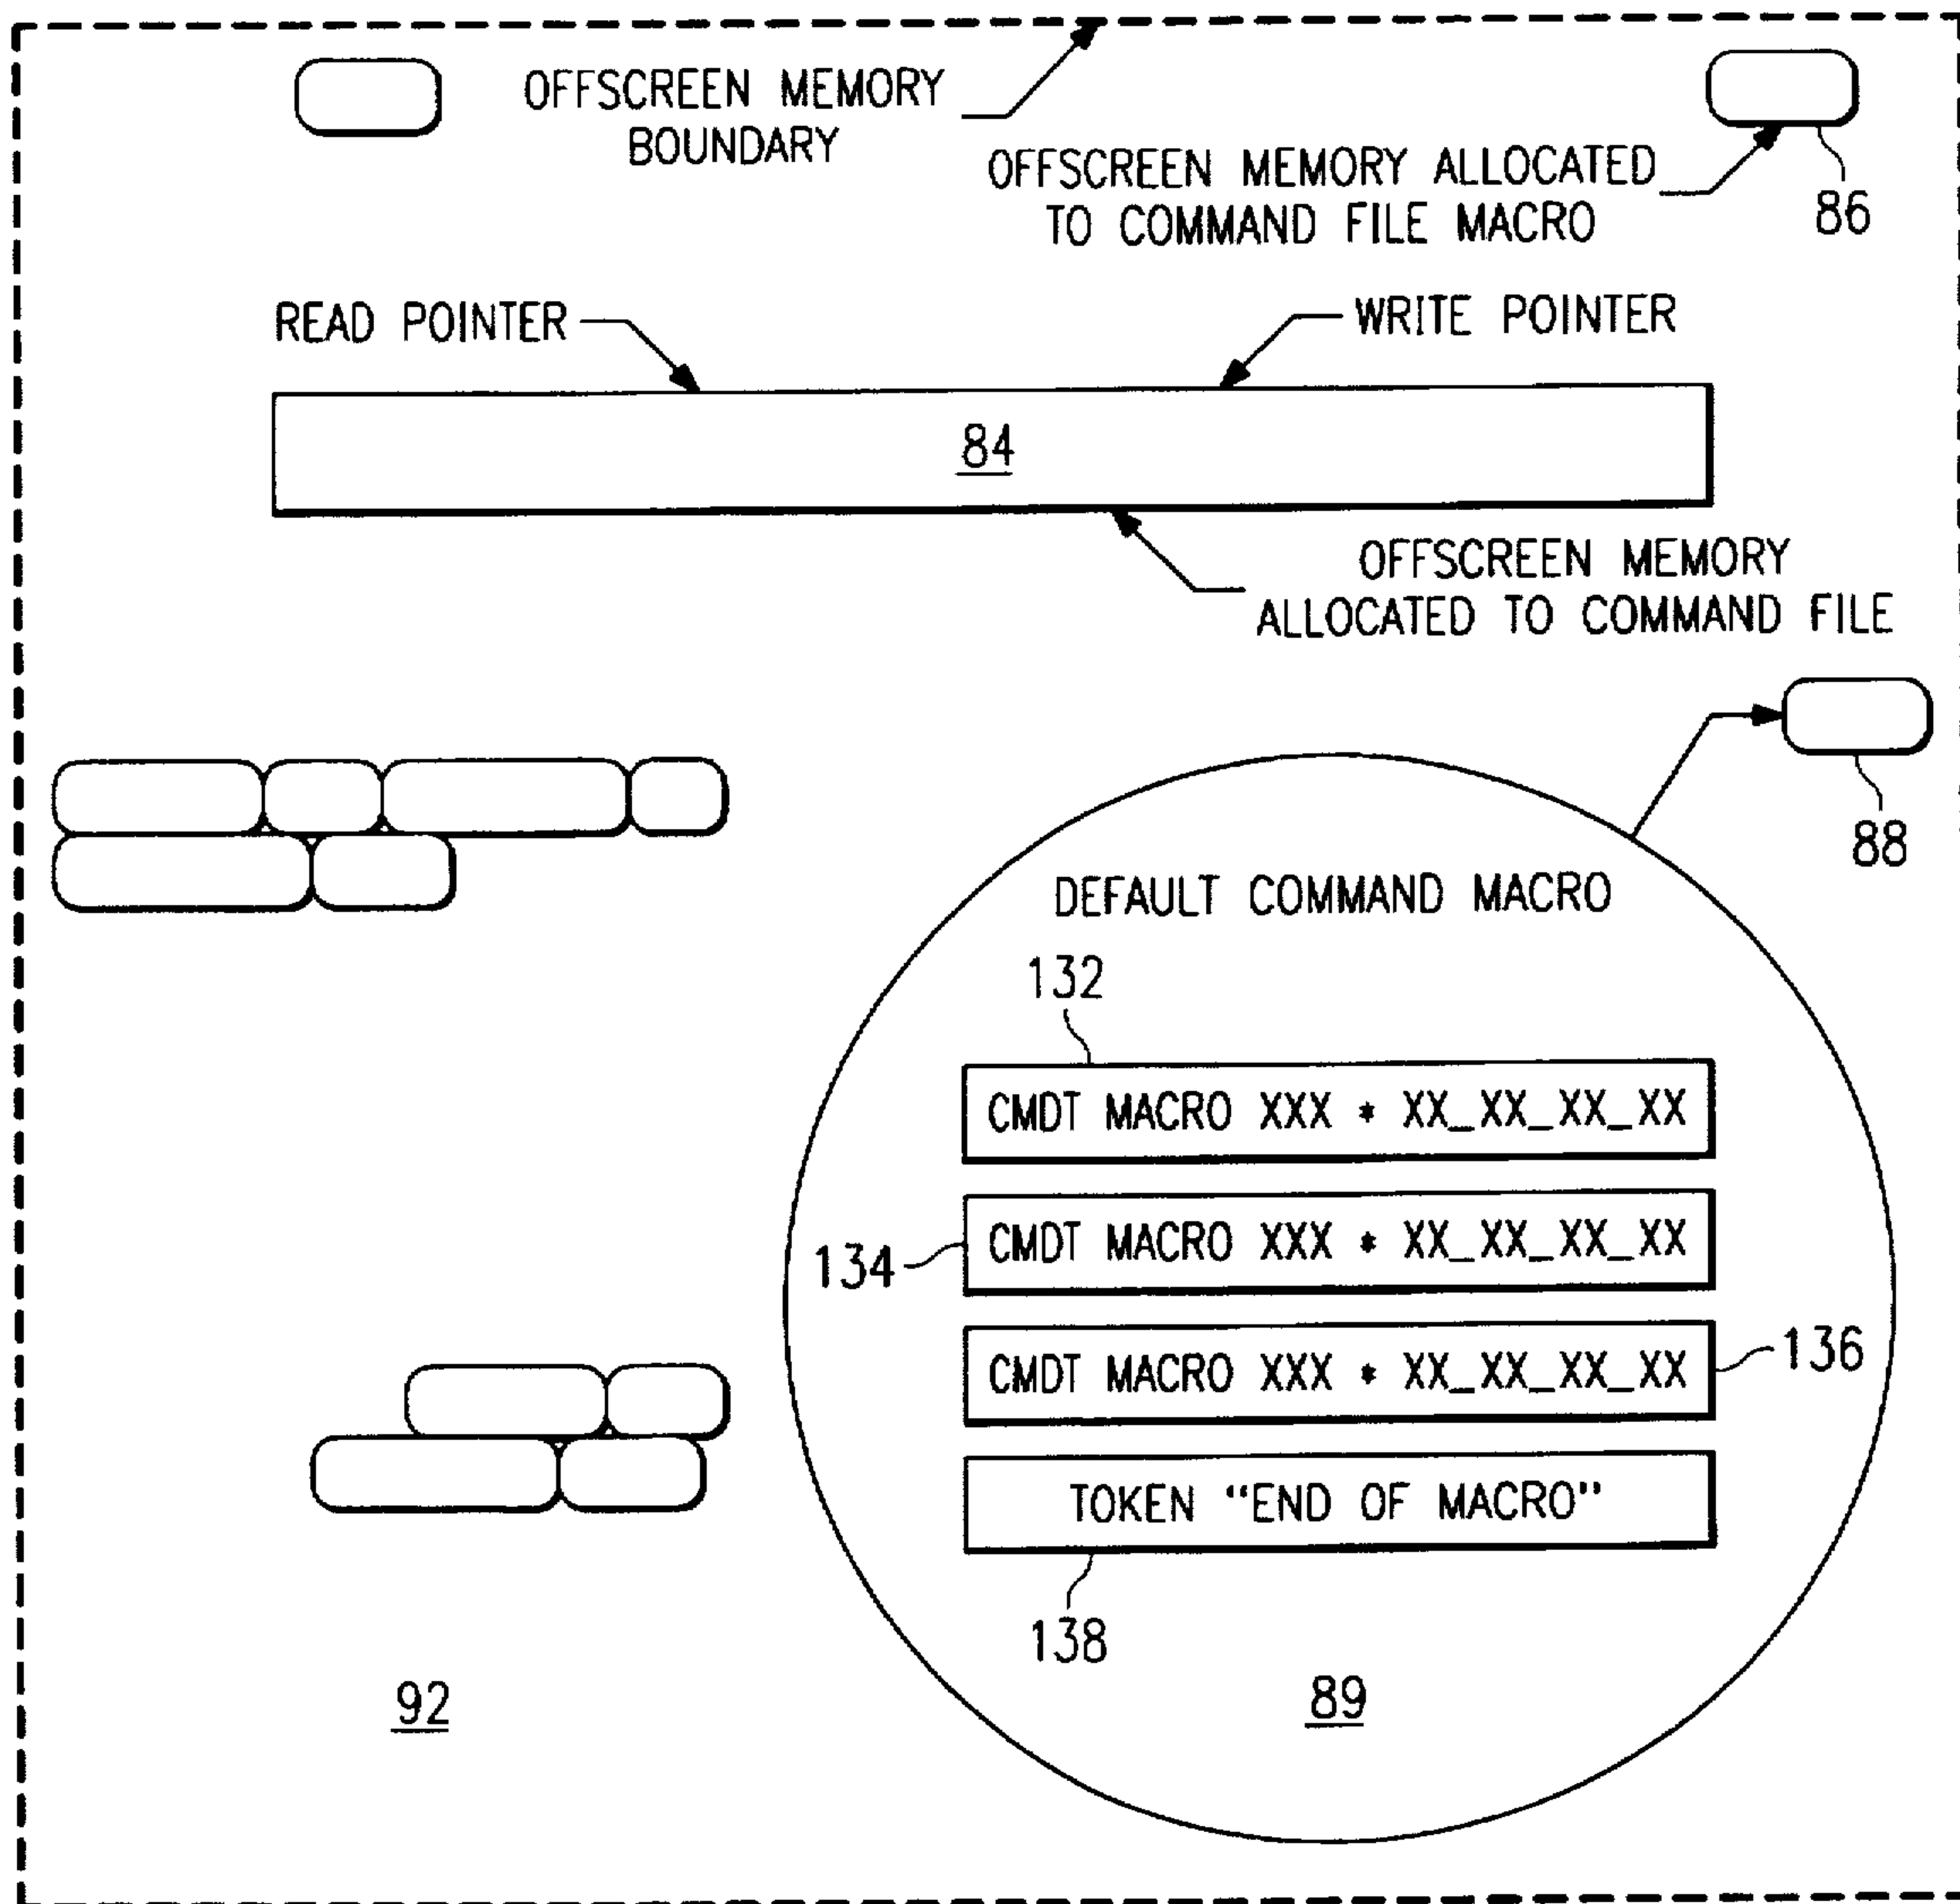 OFFSCREEN MEMORY
BOUNDARY
OFFSCREEN MEMORY ALLOCATED
TO COMMAND FILE MACRO
86
READ POINTER
WRITE POINTER
84
OFFSCREEN MEMORY
ALLOCATED TO COMMAND FILE
88
DEFAULT COMMAND MACRO
132
CMDT MACRO XXX * XX_XX_XX_XX
134
CMDT MACRO XXX * XX_XX_XX_XX
CMDT MACRO XXX * XX_XX_XX_XX
136
TOKEN “END OF MACRO”
138
92
89